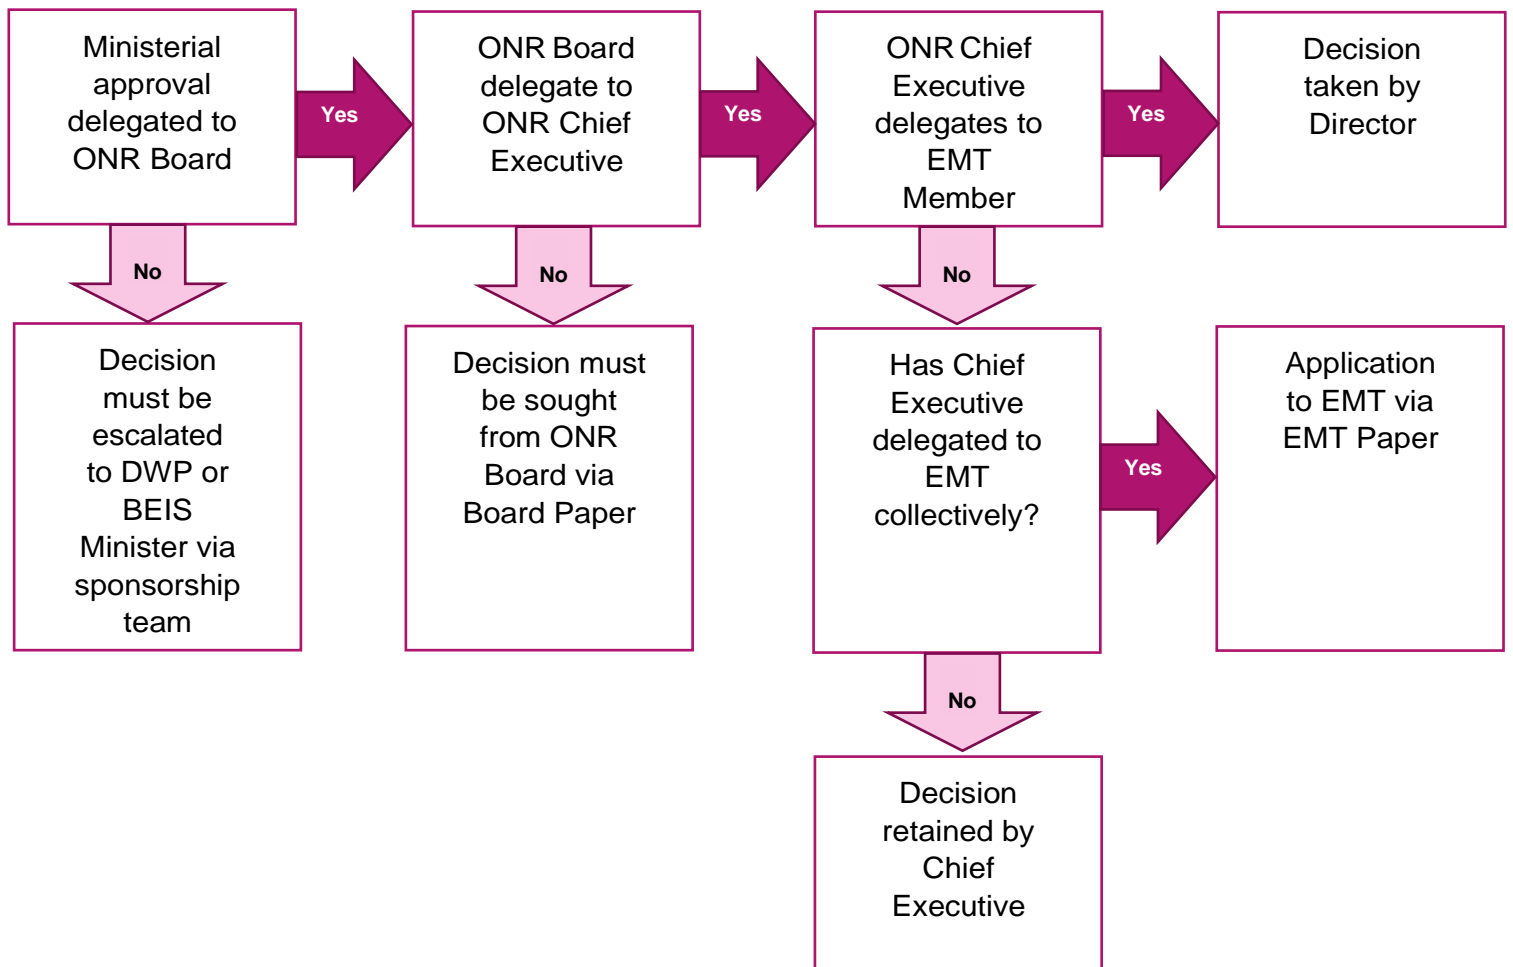 Ministerial
approval
delegated to
ONR Board
Yes
ONR Board
delegate to
ONR Chief
Executive
Yes
ONR Chief
Executive
delegates to
EMT
Member
Yes
Decision
taken by
Director
No
No
No
Decision
must be
escalated
to DWP or
BEIS
Minister via
sponsorship
team
Decision must
be sought
from ONR
Board via
Board Paper
Has Chief
Executive
delegated to
EMT
collectively?
Yes
Application
to EMT via
EMT Paper
No
Decision
retained by
Chief
Executive